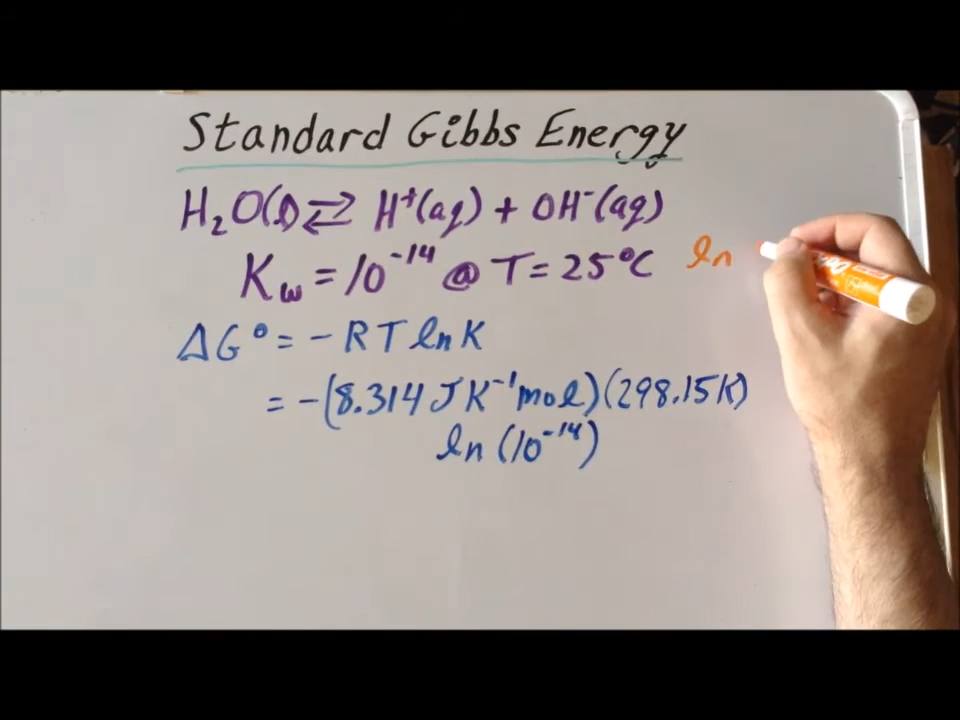 Standard Gibbs Energy
H₂O(l) ⇄ H⁺(aq) + OH⁻(aq)
K_w = 10⁻¹⁴ @ T = 25°C ln
ΔG° = - RT ln K
= -(8.314 J K⁻¹ mol)(298.15K)
ln (10⁻¹⁴)